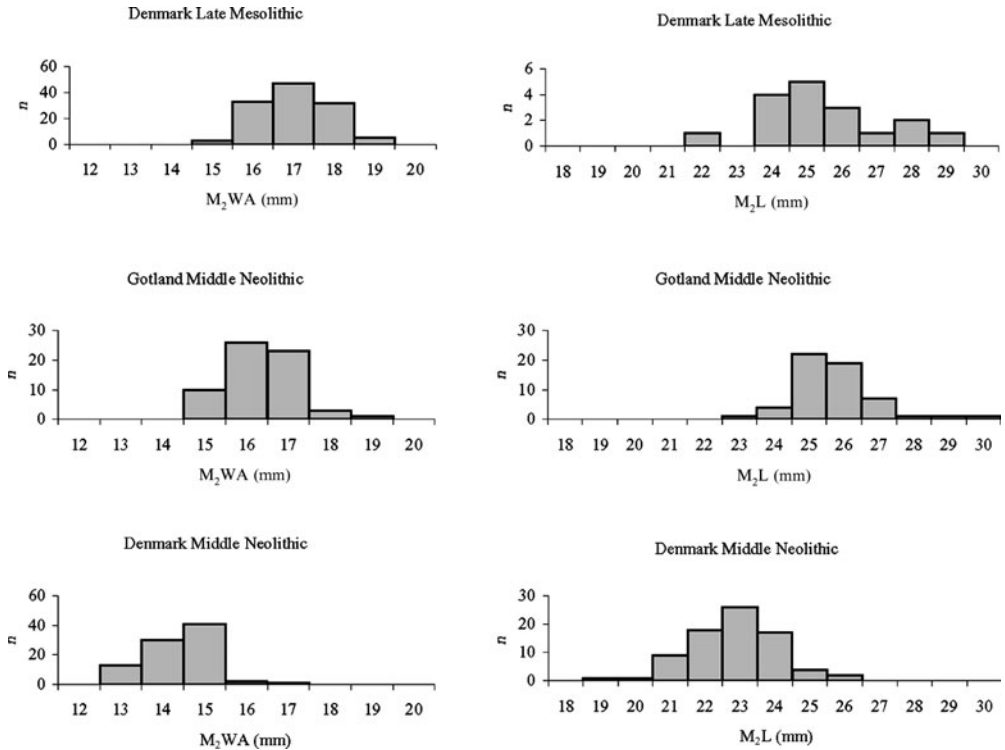 Denmark Late Mesolithic
60
40
20
0
n
12 13 14 15 16 17 18 19 20
M₂WA (mm)
Denmark Late Mesolithic
6
4
2
0
n
18 19 20 21 22 23 24 25 26 27 28 29 30
M₂L (mm)
Gotland Middle Neolithic
30
20
10
0
n
12 13 14 15 16 17 18 19 20
M₂WA (mm)
Gotland Middle Neolithic
30
20
10
0
n
18 19 20 21 22 23 24 25 26 27 28 29 30
M₂L (mm)
Denmark Middle Neolithic
60
40
20
0
n
12 13 14 15 16 17 18 19 20
M₂WA (mm)
Denmark Middle Neolithic
30
20
10
0
n
18 19 20 21 22 23 24 25 26 27 28 29 30
M₂L (mm)